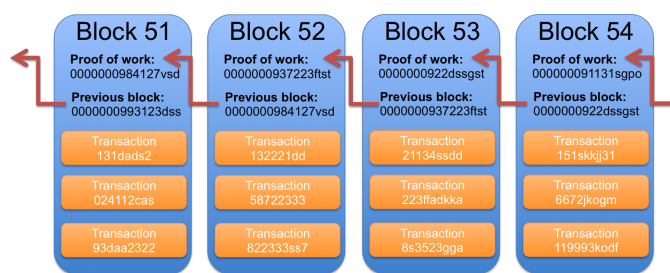 Block 51
Proof of work:
0000000984127vsd
Previous block:
0000000993123dss
Transaction
131dads2
Transaction
024112cas
Transaction
93daa2322
Block 52
Proof of work:
0000000937223ftst
Previous block:
0000000984127vsd
Transaction
132221dd
Transaction
58722333
Transaction
822333ss7
Block 53
Proof of work:
0000000922dssgst
Previous block:
0000000937223ftst
Transaction
21134ssdd
Transaction
223ffadkka
Transaction
8s3523gga
Block 54
Proof of work:
000000091131sgpo
Previous block:
0000000922dssgst
Transaction
151skkjj31
Transaction
6672jkogm
Transaction
119993kodf